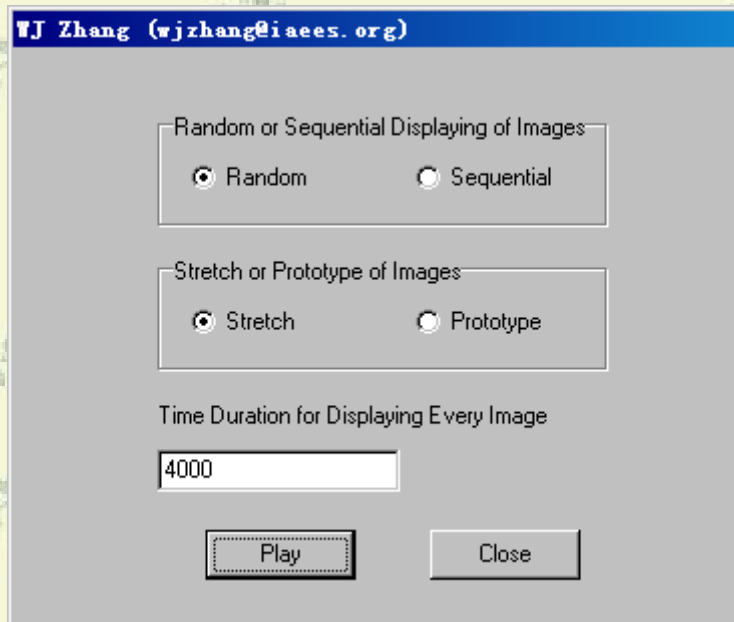 WJ Zhang (wjzhang@iaees.org)
Random or Sequential Displaying of Images
Random Sequential
Stretch or Prototype of Images
Stretch Prototype
Time Duration for Displaying Every Image
4000
Play Close